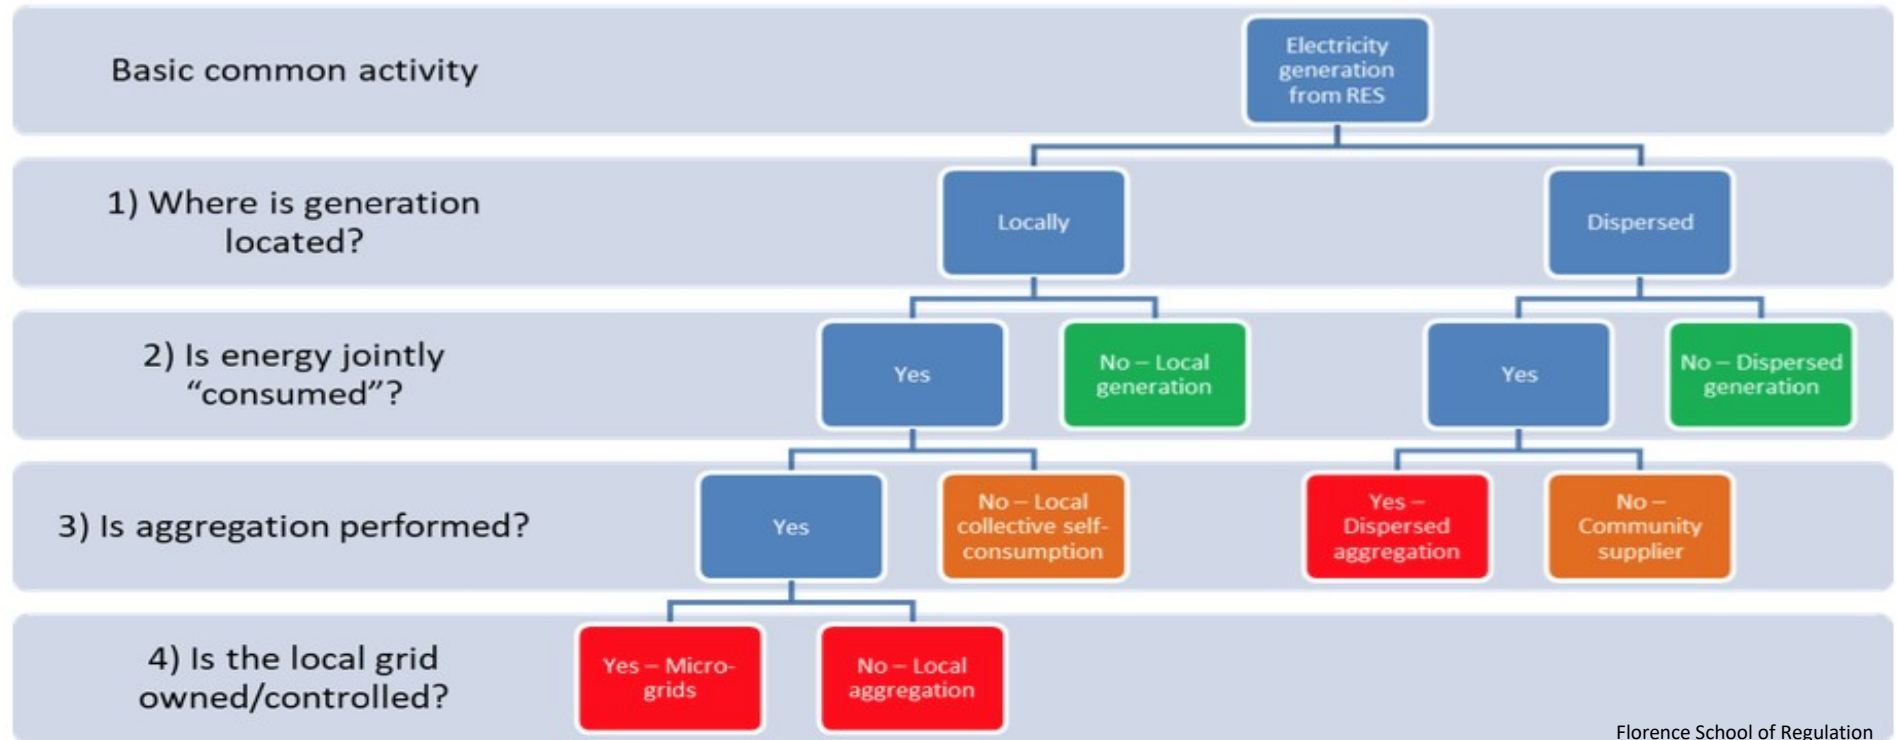 Basic common activity
Electricity
generation
from RES
1) Where is generation
located?
Locally
Dispersed
2) Is energy jointly
“consumed”?
Yes
No – Local
generation
Yes
No – Dispersed
generation
3) Is aggregation performed?
Yes
No – Local
collective self-
consumption
Yes –
Dispersed
aggregation
No –
Community
supplier
4) Is the local grid
owned/controlled?
Yes – Micro-
grids
No – Local
aggregation
Florence School of Regulation